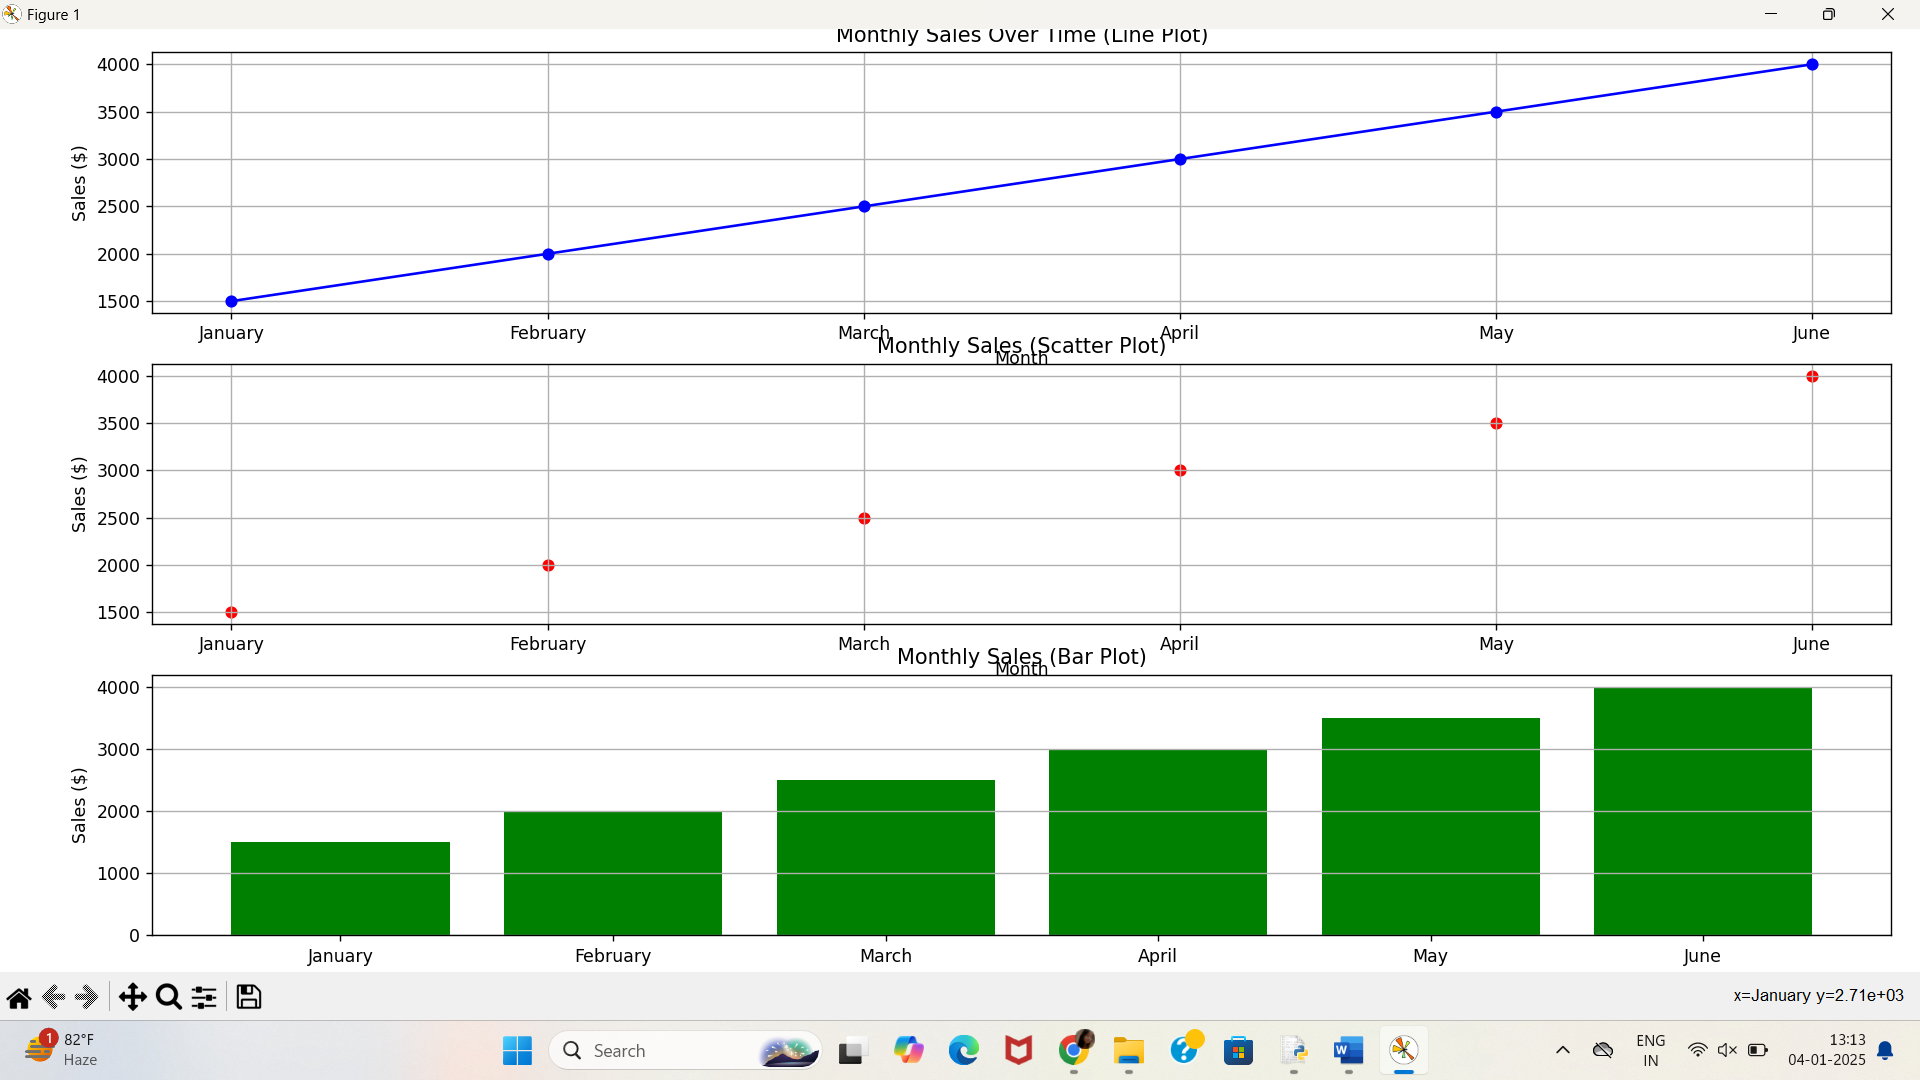 Figure 1
Monthly Sales Over Time (Line Plot)
Sales ($)
4000
3500
3000
2500
2000
1500
January February March April May June
Month
Monthly Sales (Scatter Plot)
Sales ($)
4000
3500
3000
2500
2000
1500
January February March April May June
Month
Monthly Sales (Bar Plot)
Sales ($)
4000
3000
2000
1000
0
January February March April May June
x=January y=2.71e+03
1
82°F
Haze
Search
W
ENG
IN
13:13
04-01-2025